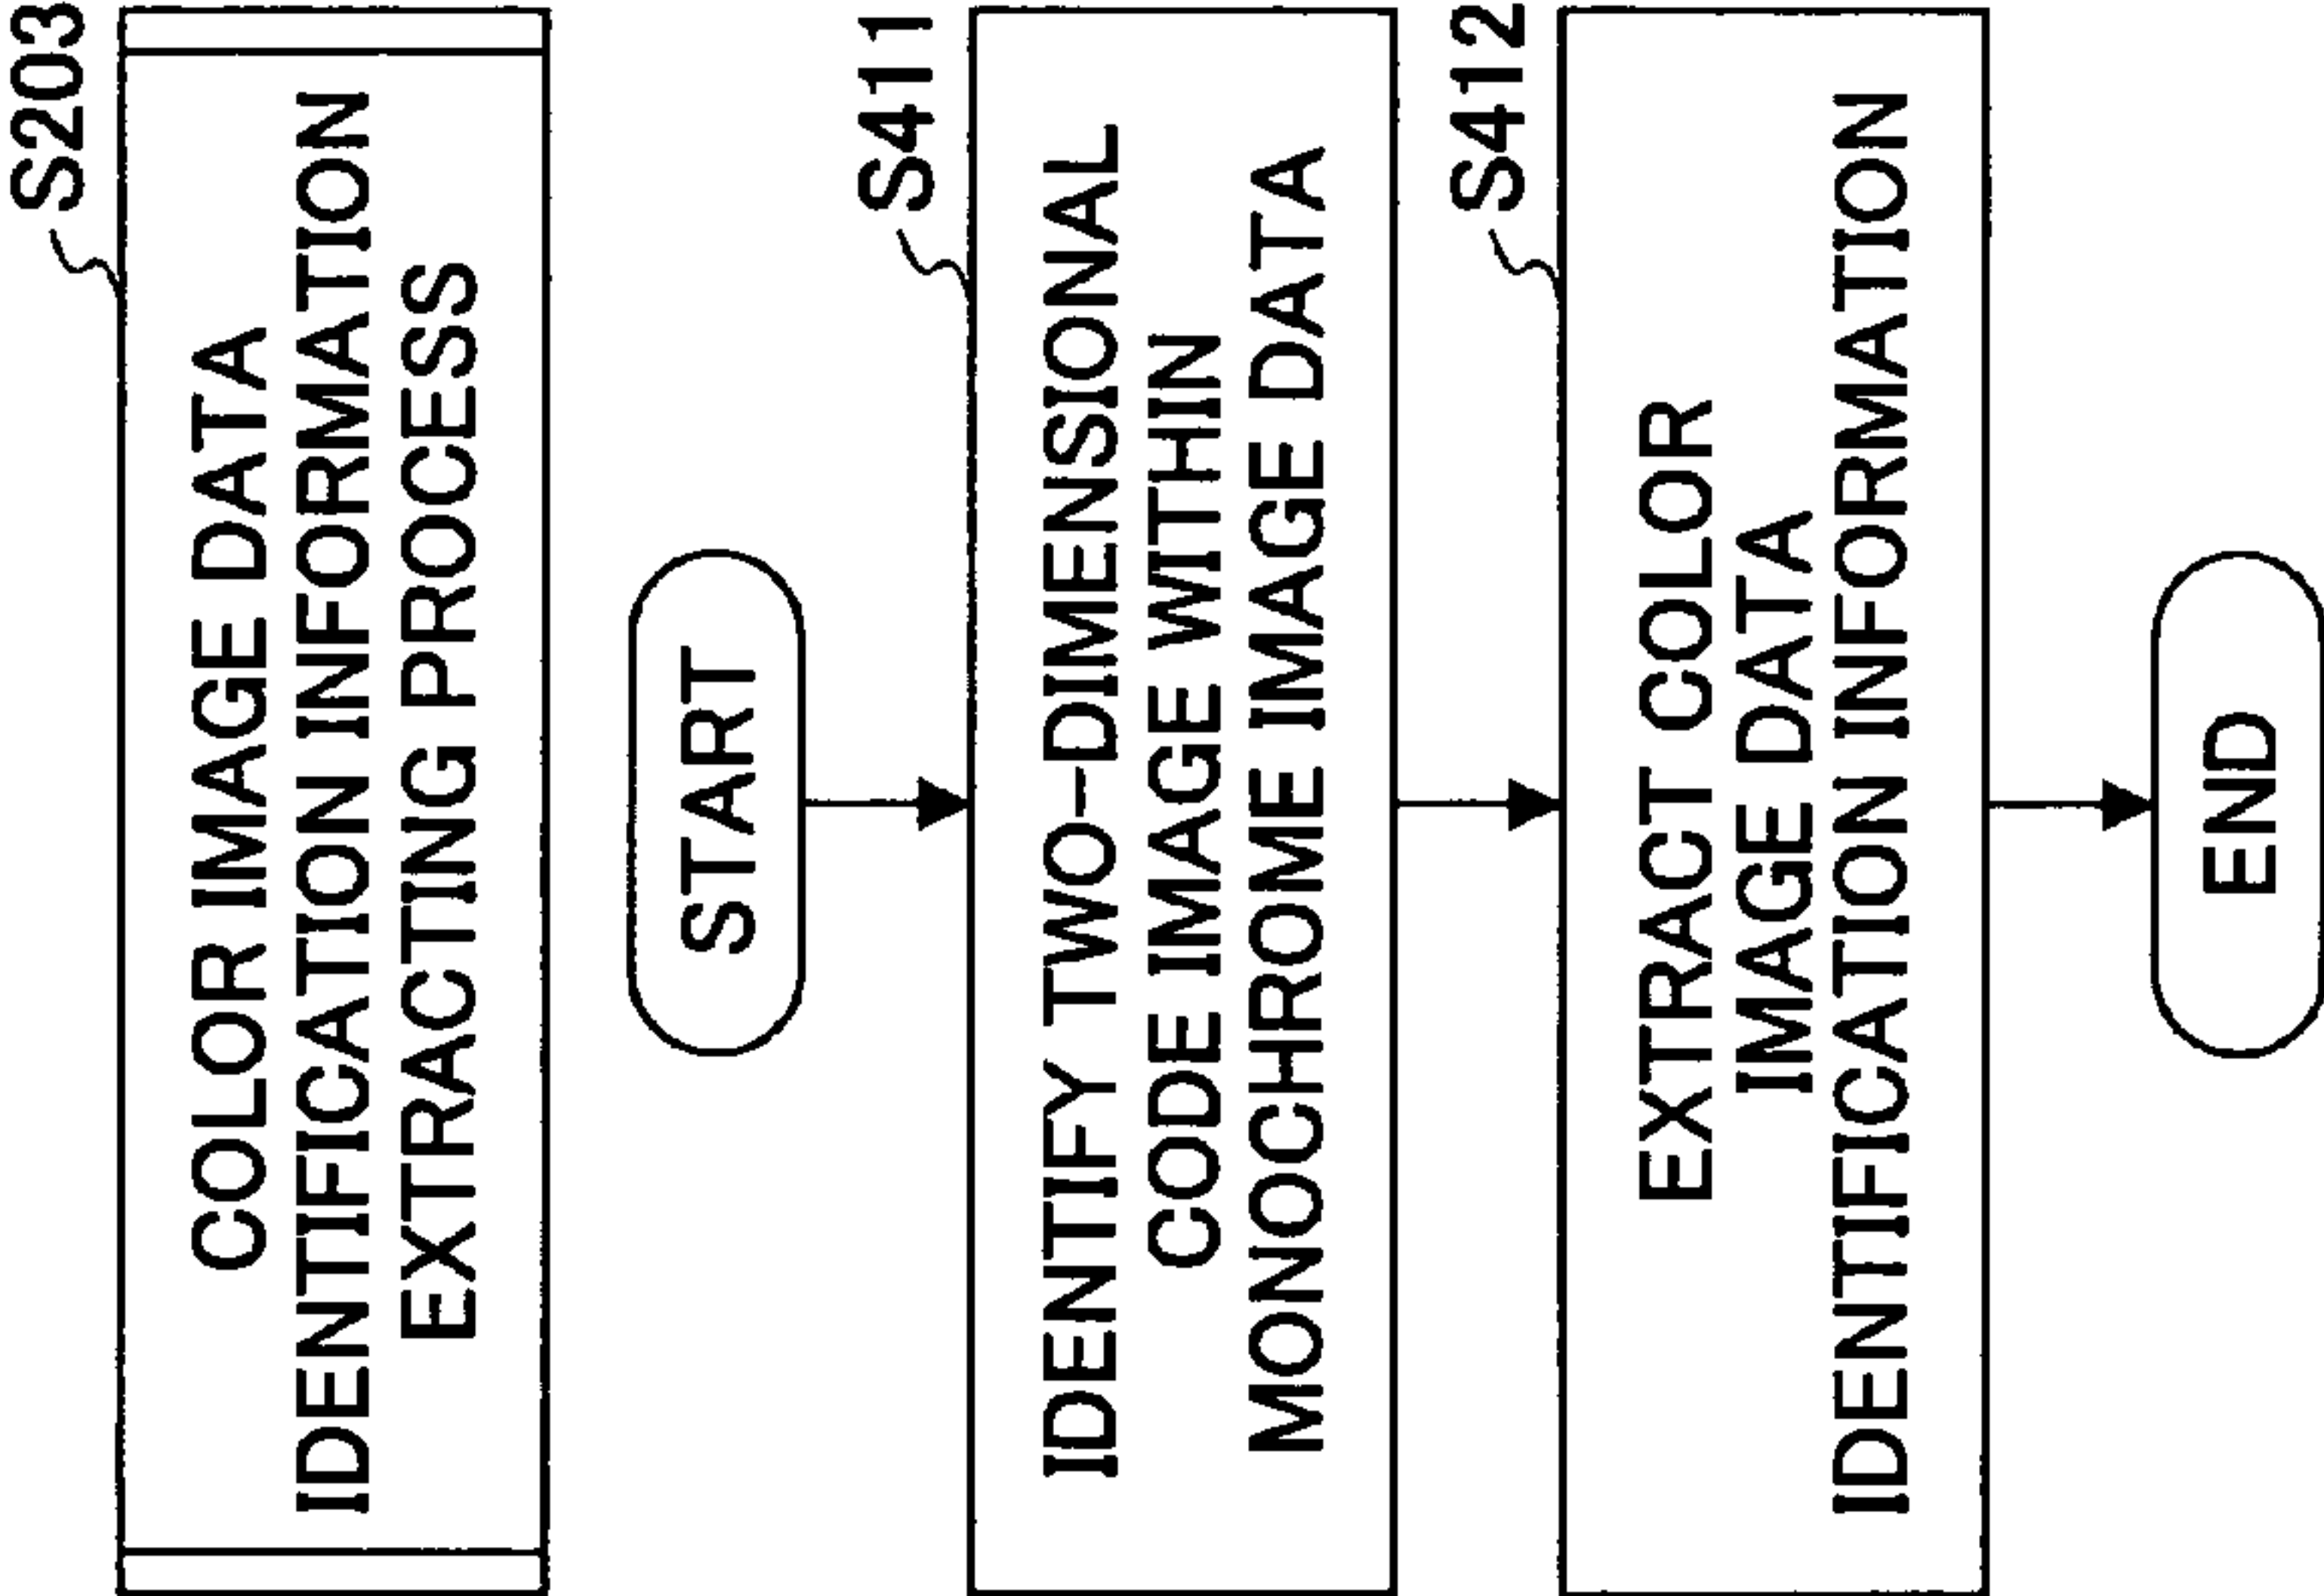 S203
COLOR IMAGE DATA
IDENTIFICATION INFORMATION
EXTRACTING PROCESS
START
S411
IDENTIFY TWO-DIMENSIONAL
CODE IMAGE WITHIN
MONOCHROME IMAGE DATA
S412
EXTRACT COLOR
IMAGE DATA
IDENTIFICATION INFORMATION
END